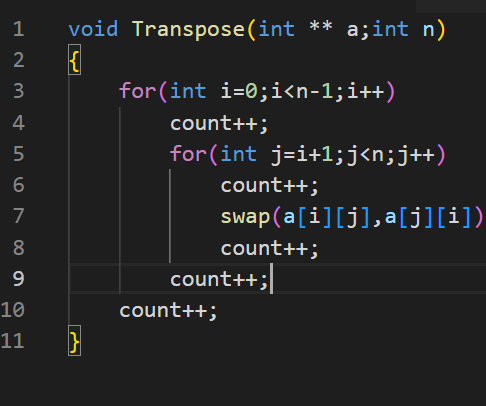 1 void Transpose(int ** a;int n)
2 {
3     for(int i=0;i<n-1;i++)
4         count++;
5         for(int j=i+1;j<n;j++)
6             count++;
7             swap(a[i][j],a[j][i])
8             count++;
9         count++;
10     count++;
11 }